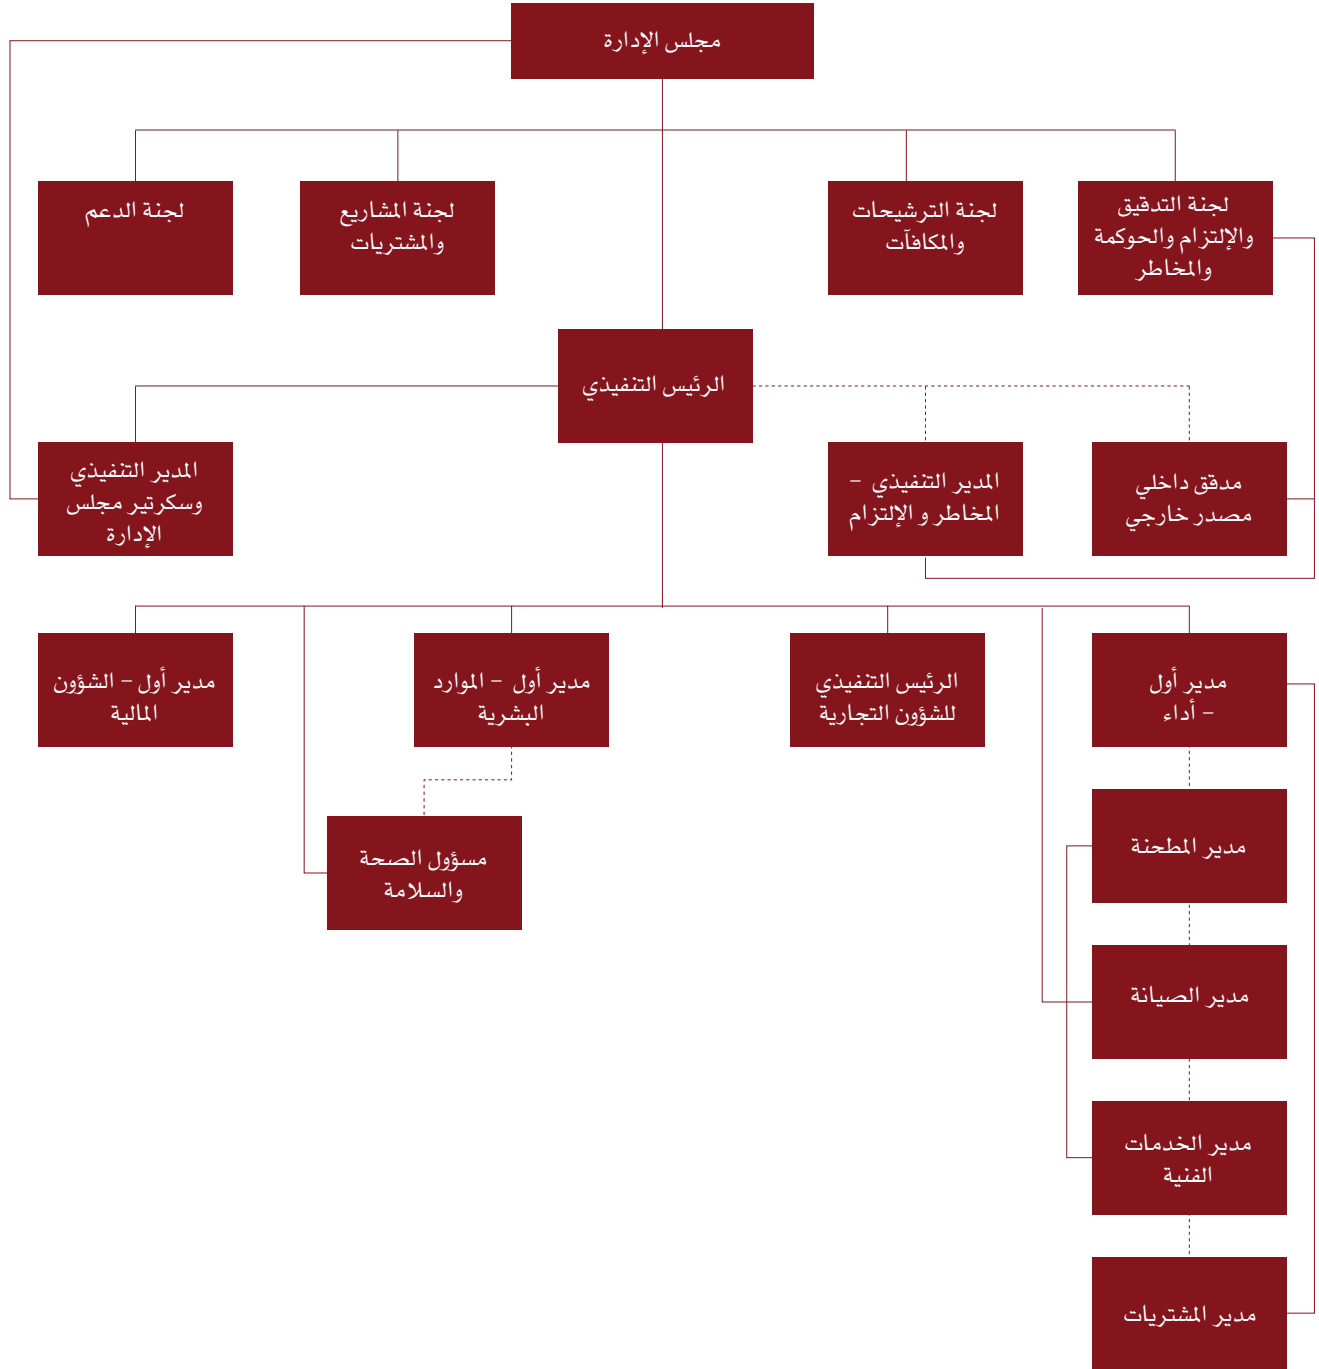 مجلس الإدارة
لجنة التدقيق
والإلتزام والحوكمة
والمخاطر
لجنة الترشيحات
والمكافآت
لجنة المشاريع
والمشتريات
لجنة الدعم
الرئيس التنفيذي
مدقق داخلي
مصدر خارجي
المدير التنفيذي –
المخاطر و الإلتزام
المدير التنفيذي
وسكرتير مجلس
الإدارة
مدير أول
– أداء
الرئيس التنفيذي
للشؤون التجارية
مدير أول – الموارد
البشرية
مدير أول – الشؤون
المالية
مسؤول الصحة
والسلامة
مدير المطحنة
مدير الصيانة
مدير الخدمات
الفنية
مدير المشتريات